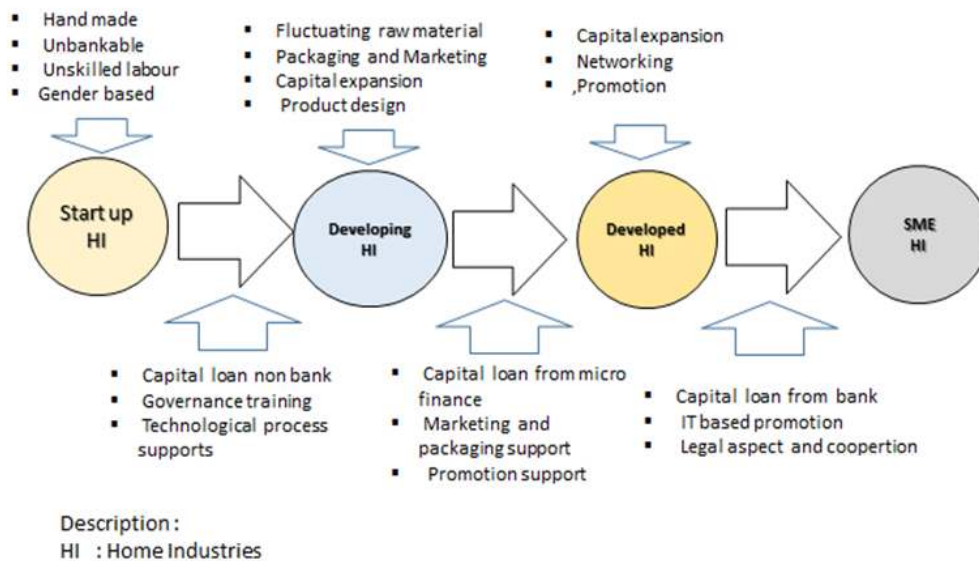 ▪ Hand made
▪ Unbankable
▪ Unskilled labour
▪ Gender based
▪ Fluctuating raw material
▪ Packaging and Marketing
▪ Capital expansion
▪ Product design
▪ Capital expansion
▪ Networking
▪ ,Promotion
Start up
HI
Developing
HI
Developed
HI
SME
HI
▪ Capital loan non bank
▪ Governance training
▪ Technological process
supports
▪ Capital loan from micro
finance
▪ Marketing and
packaging support
▪ Promotion support
▪ Capital loan from bank
▪ IT based promotion
▪ Legal aspect and coopertion
Description :
HI : Home Industries